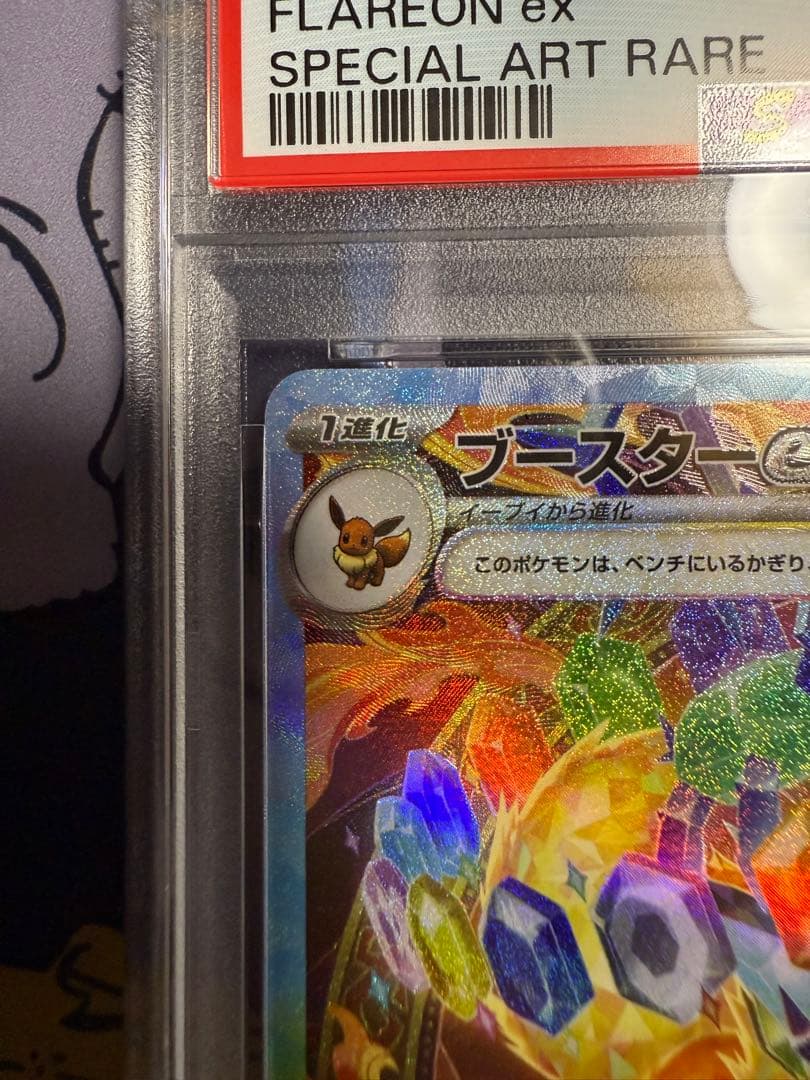 FLAREON ex
SPECIAL ART RARE
S
1進化
ブースター
イーブイから進化
このポケモンは、ベンチにいるかぎり、